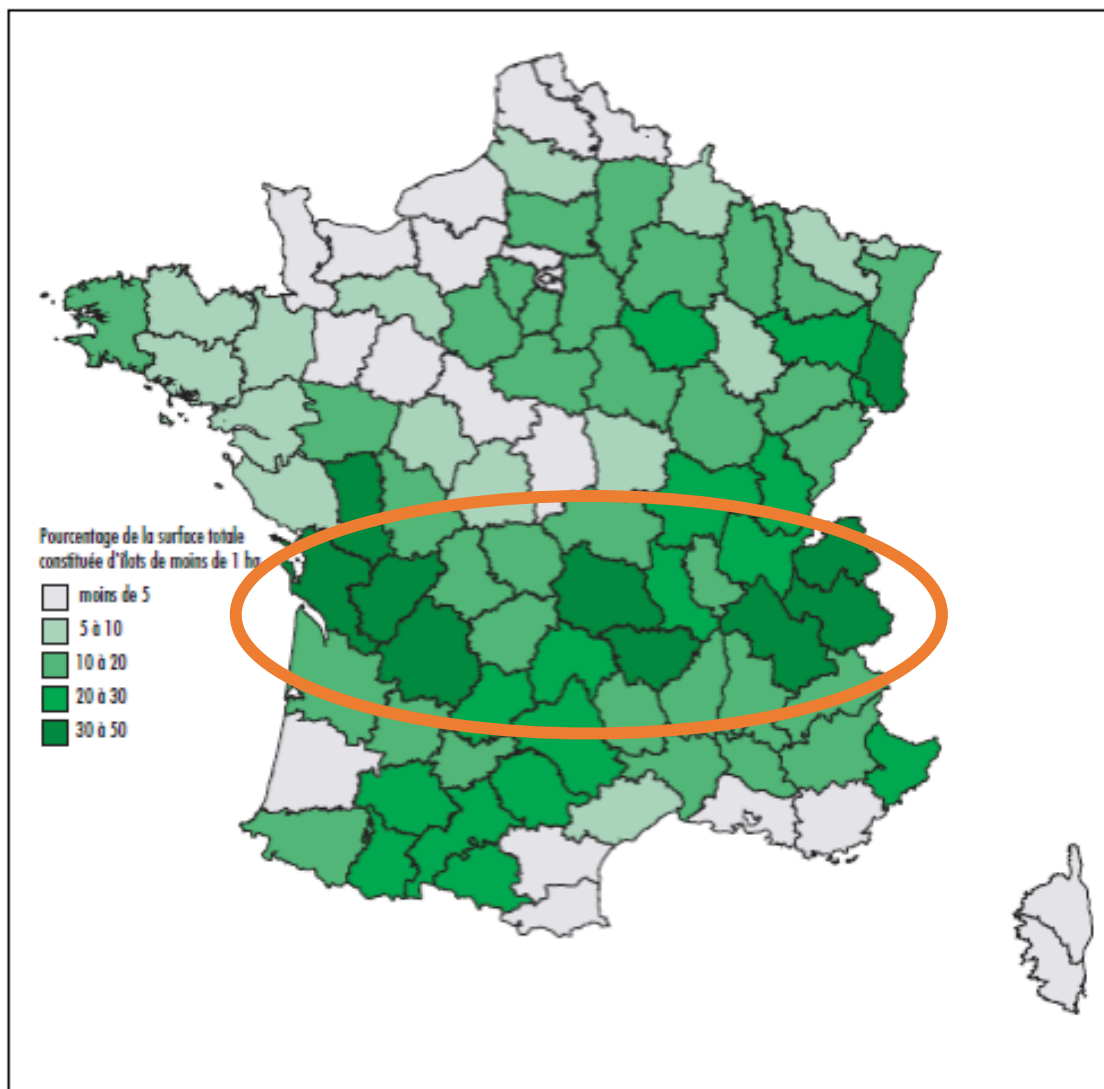 Pourcentage de la surface totale
constituée d'îlots de moins de 1 ha
moins de 5
5 à 10
10 à 20
20 à 30
30 à 50